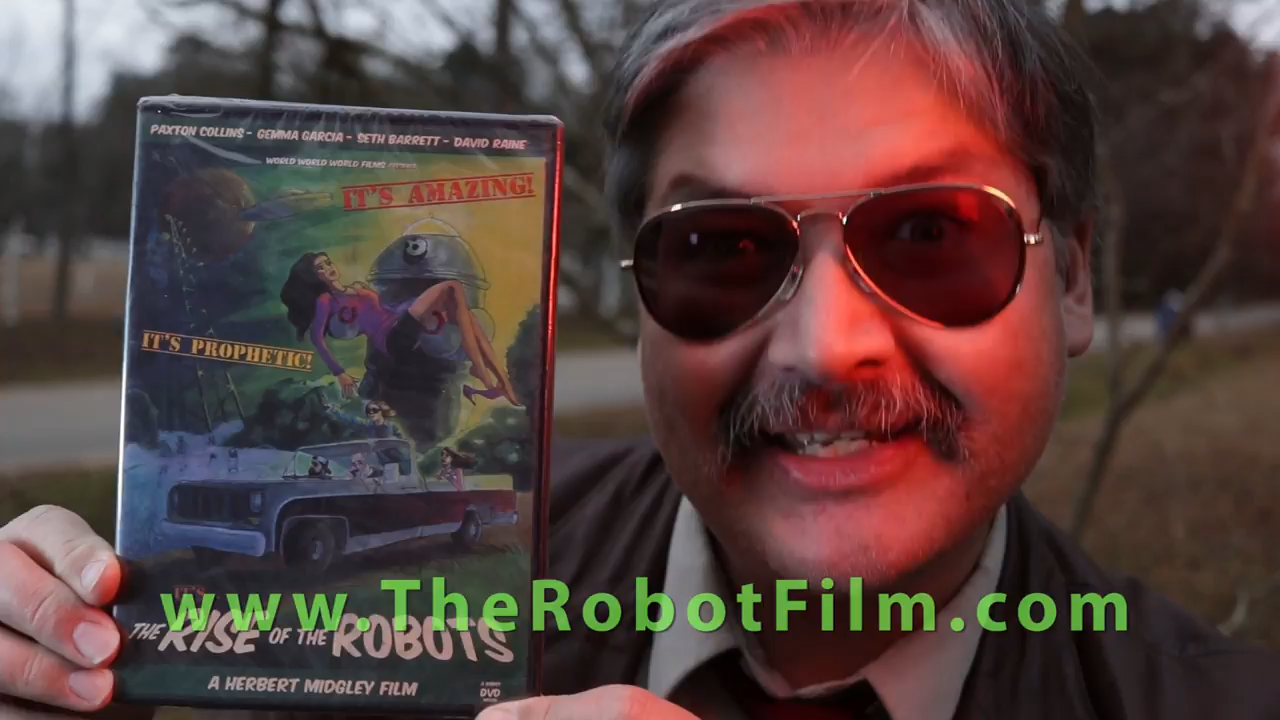 PAXTON COLLINS - GEMMA GARCIA - SETH BARRETT - DAVID RAINE
WORLD WORLD WORLD FILMS
IT'S AMAZING!
IT'S PROPHETIC!
IT'S
www.TheRobotFilm.com
THE RISE OF THE ROBOTS
A HERBERT MIDGLEY FILM
DVD